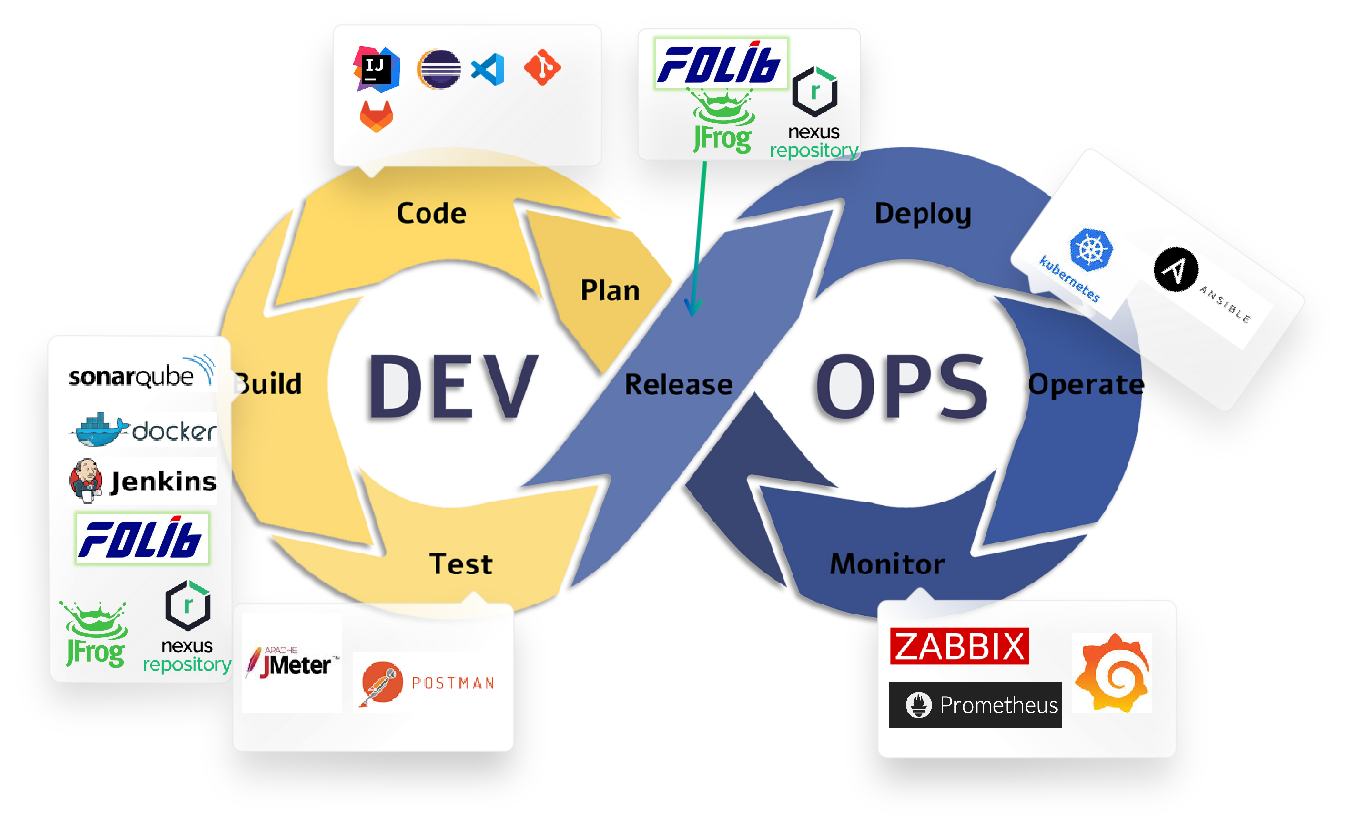 IJ
FOLib
JFrog
r
nexus
repository
Code
Deploy
Plan
kubernetes
ANSIBLE
sonarqube
docker
Jenkins
FOLib
JFrog
r
nexus
repository
Build
DEV
Release
OPS
Operate
Test
Monitor
APACHE
JMeter™
POSTMAN
ZABBIX
Prometheus